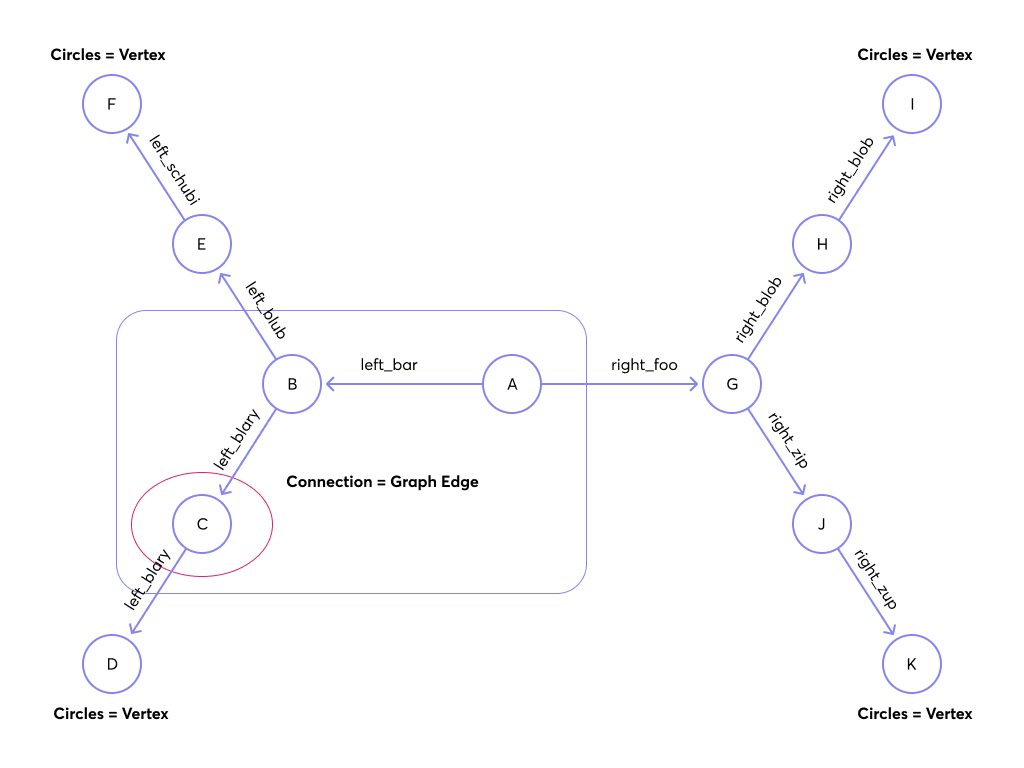 Circles = Vertex
Circles = Vertex
F
I
left_schubi
right_blob
E
H
left_blub
right_blob
left_bar
right_foo
B
A
G
left_blary
right_zip
Connection = Graph Edge
C
J
left_blary
right_zup
D
K
Circles = Vertex
Circles = Vertex